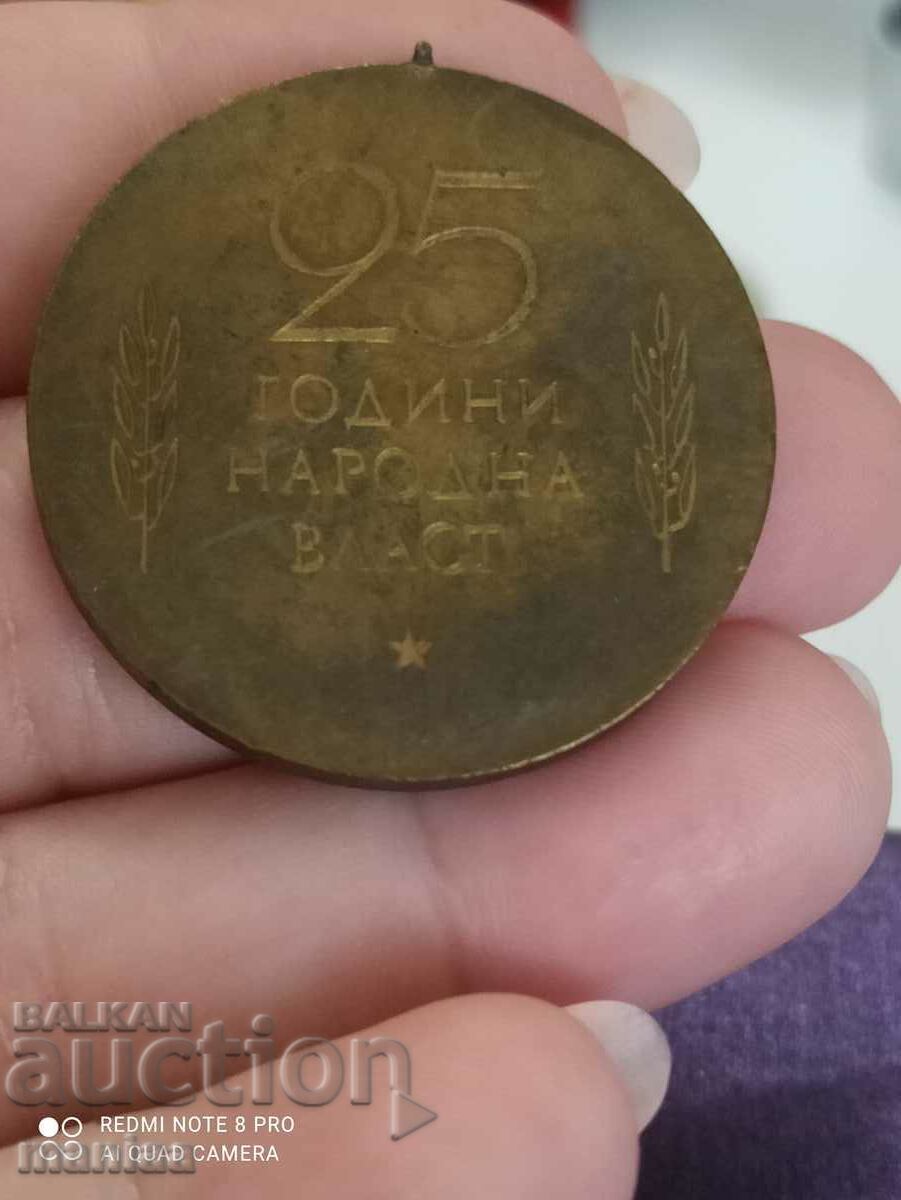 25
ГОДИНИ
НАРОДНА
ВЛАСТ
BALKAN
auction
REDMI NOTE 8 PRO
AI QUAD CAMERA